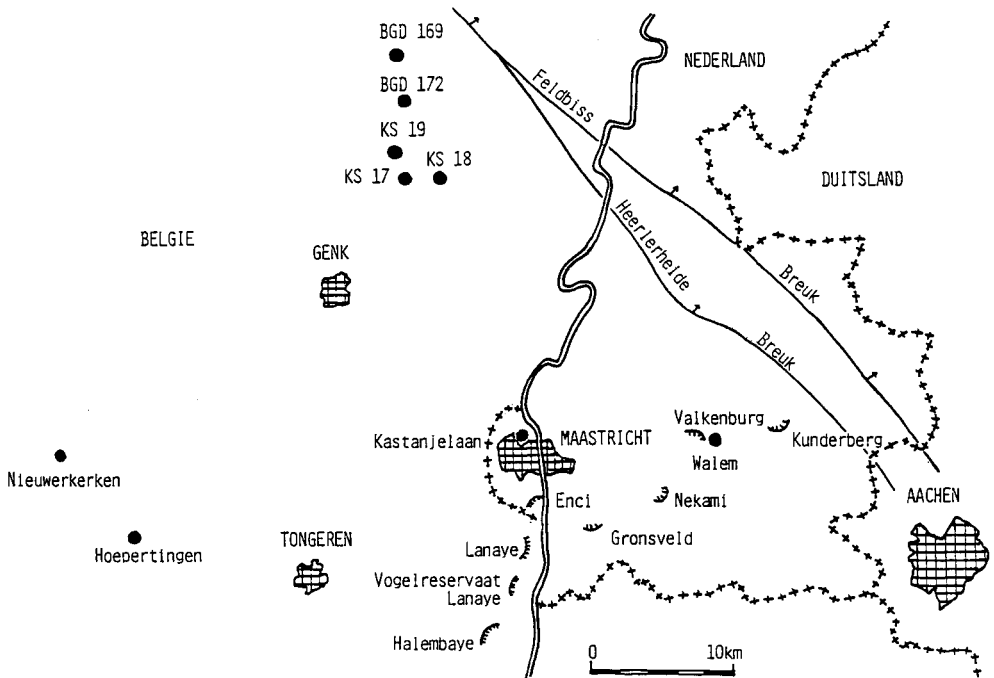 BGD 169
NEDERLAND
BGD 172
Feldbiss
KS 19
KS 18
KS 17
DUITSLAND
BELGIE
GENK
Heerlerheide
Breuk
Breuk
Valkenburg
Kastanjelaan
MAASTRICHT
Kunderberg
Walem
Nieuwerkerken
Enci
Nekami
AACHEN
Hoepertingen
TONGEREN
Lanaye
Gronsveld
Vogelreservaat
Lanaye
Halembaye
0
10km